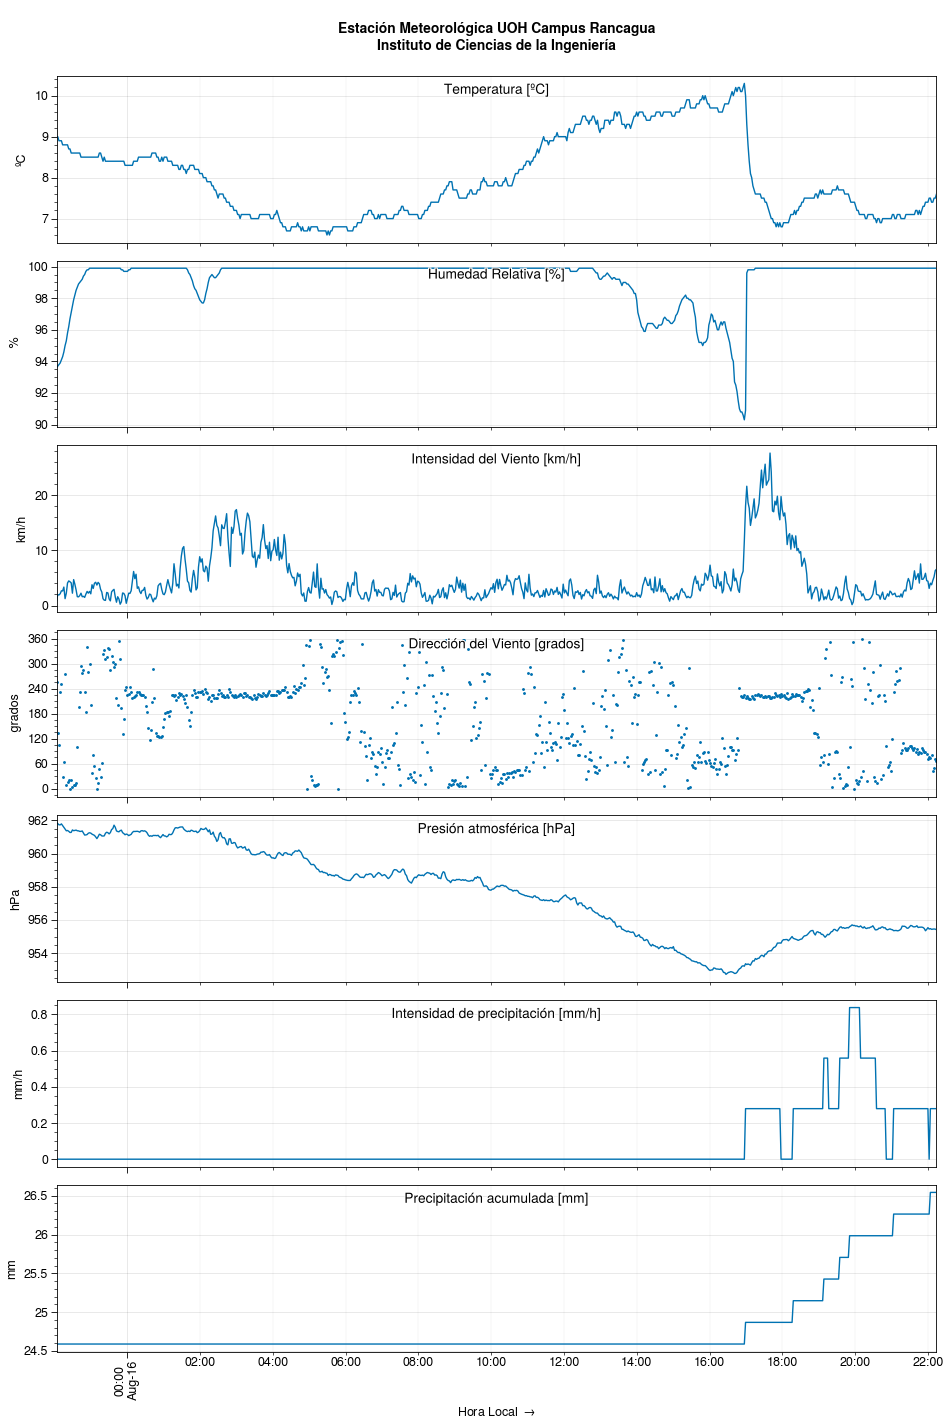 Estación Meteorológica UOH Campus Rancagua
Instituto de Ciencias de la Ingeniería
Temperatura [ºC]
10
9
8
7
ºC
Humedad Relativa [%]
100
98
96
94
92
90
%
Intensidad del Viento [km/h]
20
10
0
km/h
Dirección del Viento [grados]
360
300
240
180
120
60
0
grados
Presión atmosférica [hPa]
962
960
958
956
954
hPa
Intensidad de precipitación [mm/h]
0.8
0.6
0.4
0.2
0
mm/h
Precipitación acumulada [mm]
26.5
26
25.5
25
24.5
mm
00:00
Aug-16
02:00
04:00
06:00
08:00
10:00
12:00
14:00
16:00
18:00
20:00
22:00
Hora Local →